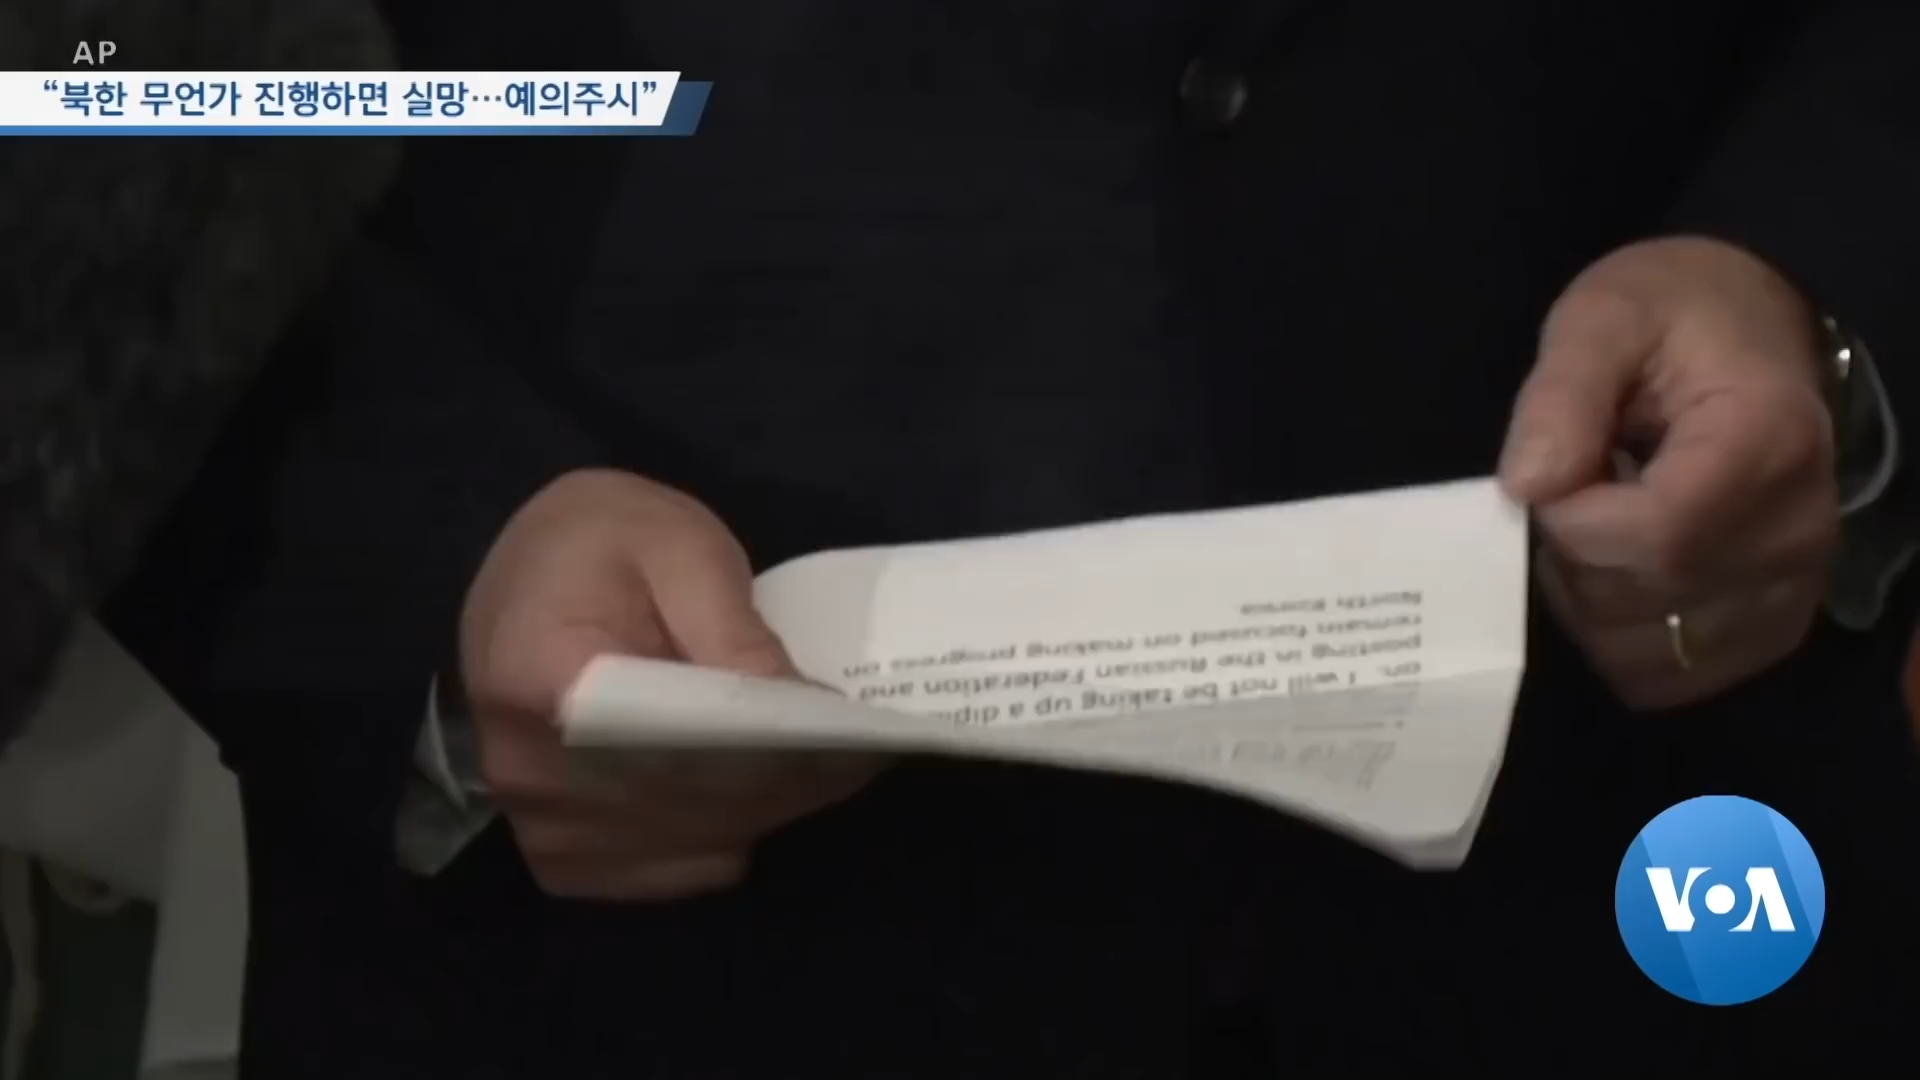 AP
“북한 무언가 진행하면 실망…예의주시”
on. I will not be taking up a
posting in the Russian Federation and
remain focused on making progress on
North Korea
VOA